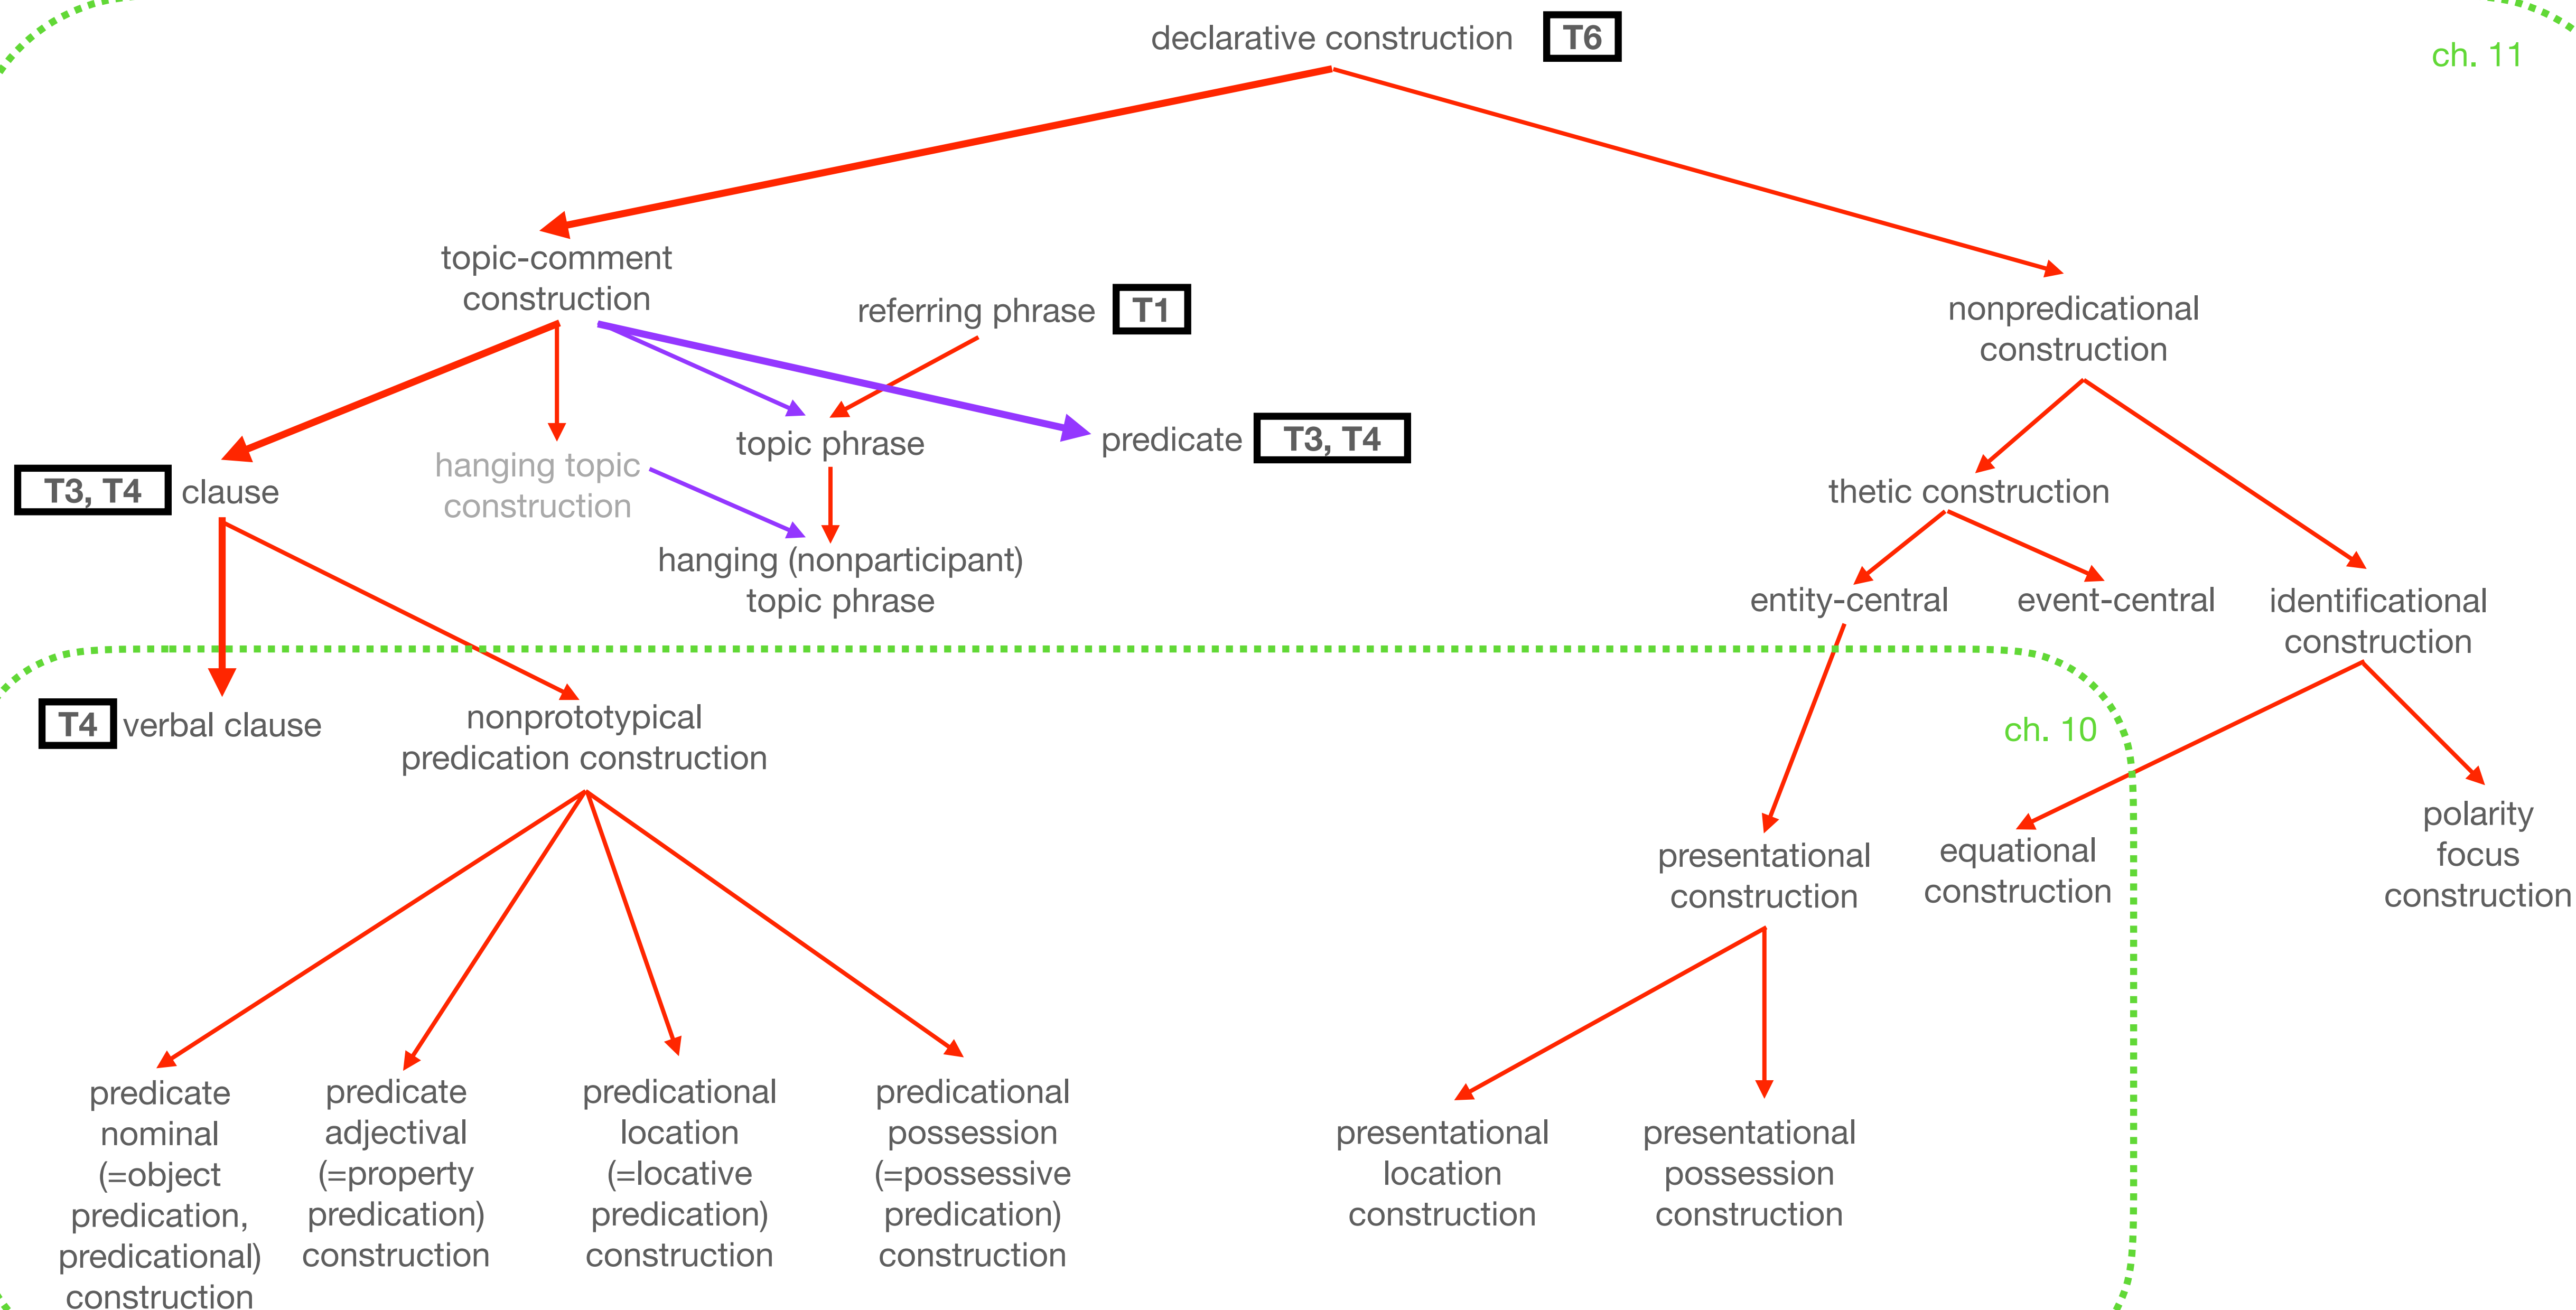 declarative construction T6
ch. 11
topic-comment
construction
referring phrase T1
nonpredicational
construction
topic phrase
predicate T3, T4
hanging topic
construction
T3, T4 clause
thetic construction
hanging (nonparticipant)
topic phrase
entity-central
event-central
identificational
construction
T4 verbal clause
nonprototypical
predication construction
ch. 10
presentational
construction
equational
construction
polarity
focus
construction
predicate
nominal
(=object
predication,
predicational)
construction
predicate
adjectival
(=property
predication)
construction
predicational
location
(=locative
predication)
construction
predicational
possession
(=possessive
predication)
construction
presentational
location
construction
presentational
possession
construction